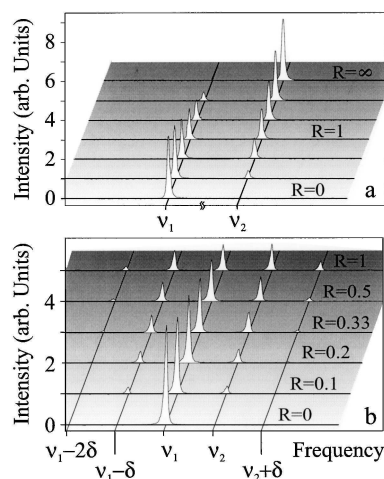 Intensity (arb. Units)
8
6
4
2
0
R=∞
R=1
R=0
a
ν₁
ν₂
Intensity (arb. Units)
4
2
0
R=1
R=0.5
R=0.33
R=0.2
R=0.1
R=0
b
ν₁-2δ
ν₁-δ
ν₁
ν₂
ν₂+δ
Frequency